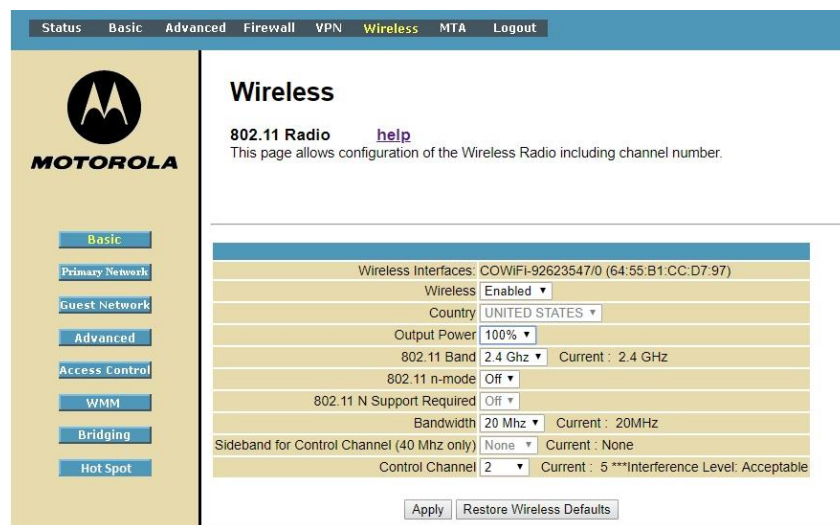 Status Basic Advanced Firewall VPN Wireless MTA Logout
MOTOROLA
Basic
Primary Network
Guest Network
Advanced
Access Control
WMM
Bridging
Hot Spot
Wireless
802.11 Radio help
This page allows configuration of the Wireless Radio including channel number.
Wireless Interfaces: COWiFi-92623547/0 (64:55:B1:CC:D7:97)
Wireless Enabled
Country UNITED STATES
Output Power 100%
802.11 Band 2.4 Ghz Current : 2.4 GHz
802.11 n-mode Off
802.11 N Support Required Off
Bandwidth 20 Mhz Current : 20MHz
Sideband for Control Channel (40 Mhz only) None Current : None
Control Channel 2 Current : 5 ***Interference Level: Acceptable
Apply Restore Wireless Defaults